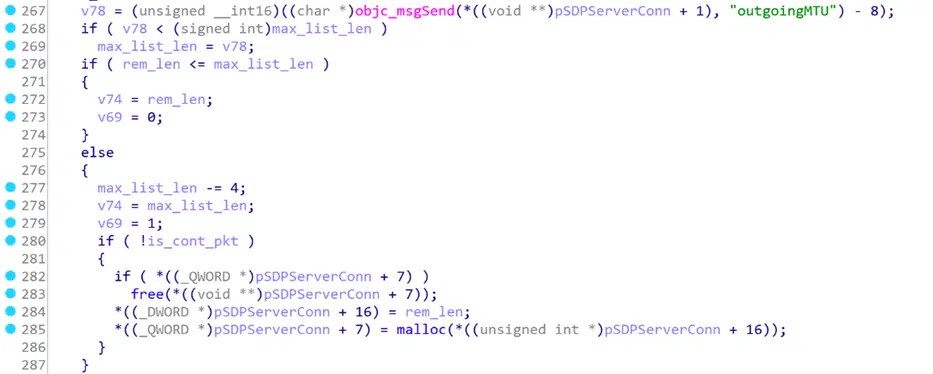 267 v78 = (unsigned __int16)((char *)objc_msgSend(*((void **)pSDPServerConn + 1), "outgoingMTU") - 8);
268 if ( v78 < (signed int)max_list_len )
269 max_list_len = v78;
270 if ( rem_len <= max_list_len )
271 {
272 v74 = rem_len;
273 v69 = 0;
274 }
275 else
276 {
277 max_list_len -= 4;
278 v74 = max_list_len;
279 v69 = 1;
280 if ( !is_cont_pkt )
281 {
282 if ( *((_QWORD *)pSDPServerConn + 7) )
283 free(*((void **)pSDPServerConn + 7));
284 *((_DWORD *)pSDPServerConn + 16) = rem_len;
285 *((_QWORD *)pSDPServerConn + 7) = malloc(*((unsigned int *)pSDPServerConn + 16));
286 }
287 }